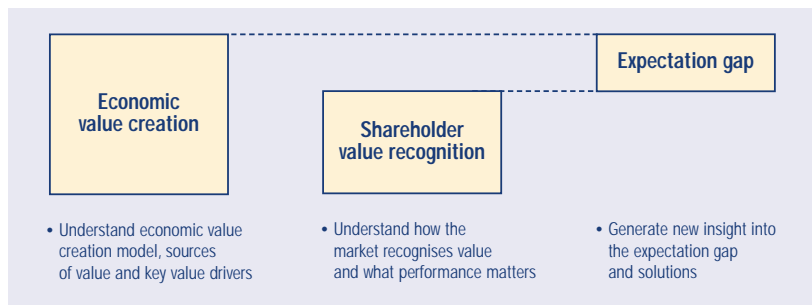 Economic
value creation
Shareholder
value recognition
Expectation gap
• Understand economic value
creation model, sources
of value and key value drivers
• Understand how the
market recognises value
and what performance matters
• Generate new insight into
the expectation gap
and solutions